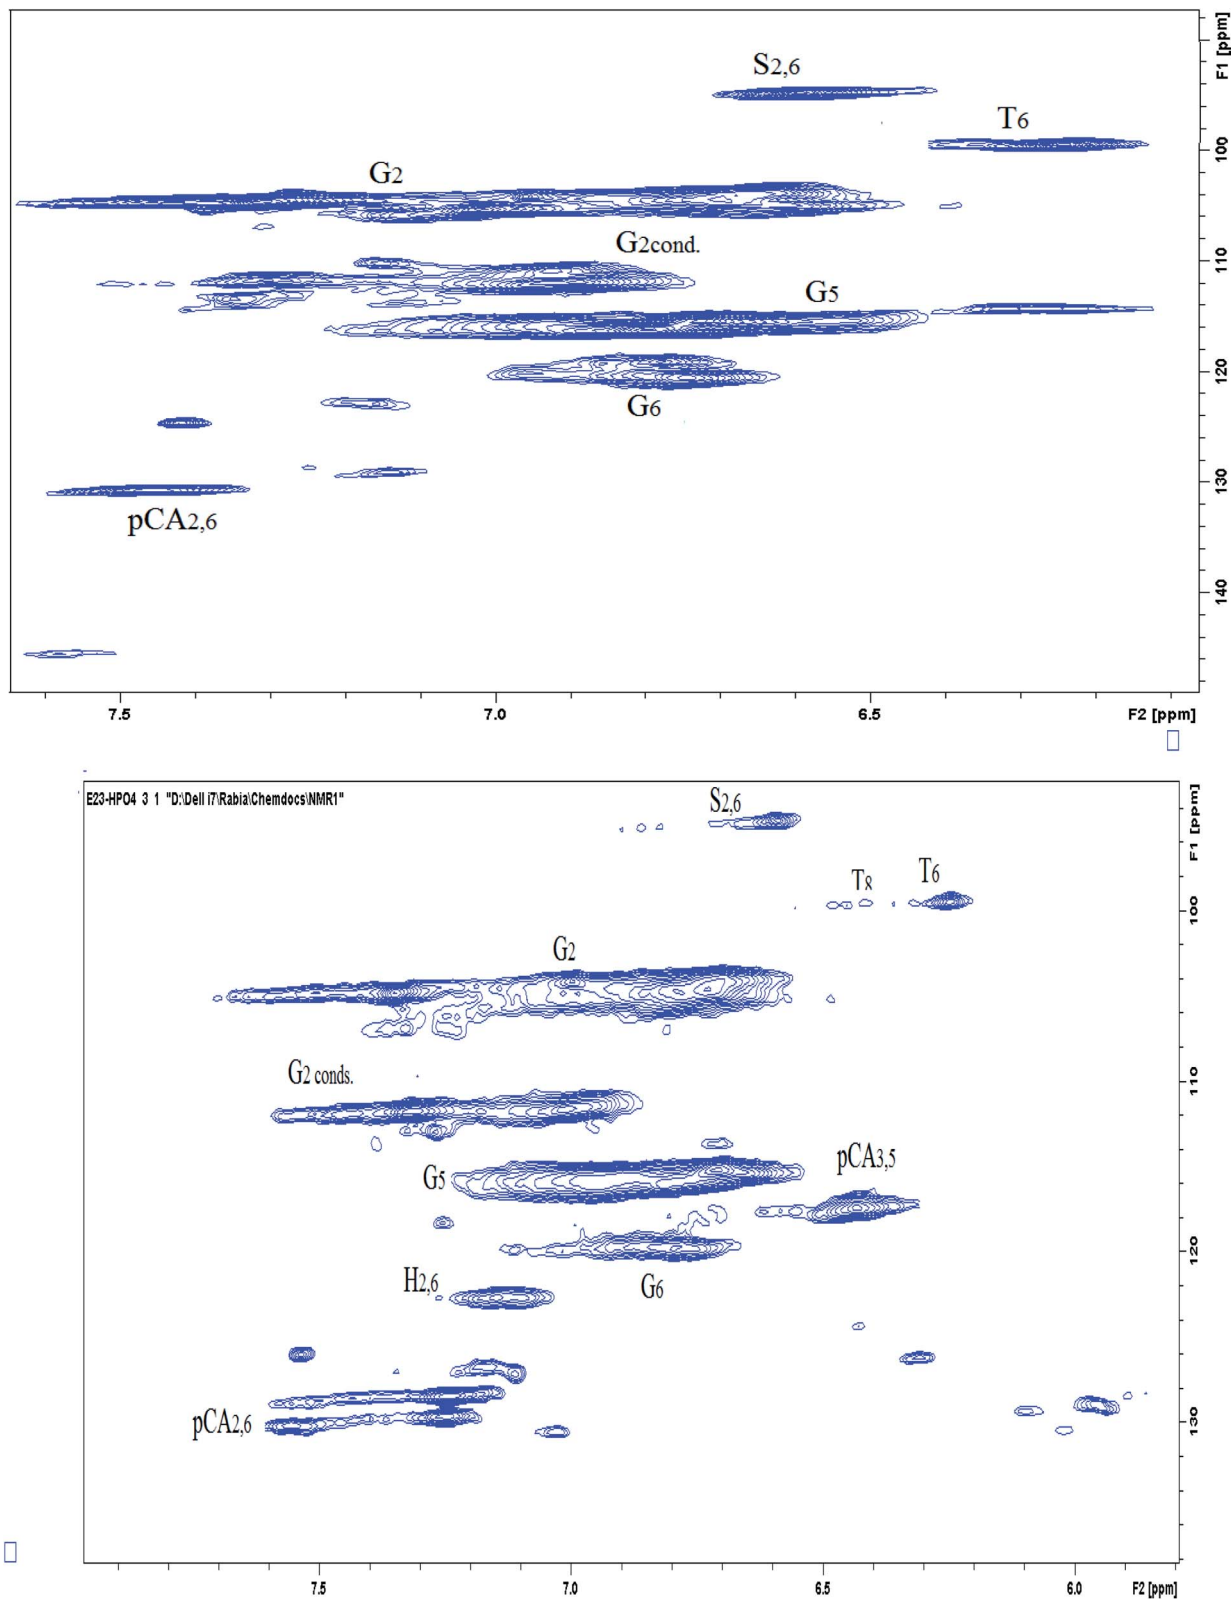 F1 [ppm]
S2,6
T6
100
G2
G2cond.
110
G5
120
G6
130
pCA2,6
140
7.5 7.0 6.5 F2 [ppm]
E23-HPO4 3 1 "D:\Dell i7\Rabia\Chemdocs\NMR1"
F1 [ppm]
S2,6
T8 T6
100
G2
G2 conds.
110
pCA3,5
G5
120
H2,6 G6
pCA2,6
130
7.5 7.0 6.5 6.0 F2 [ppm]